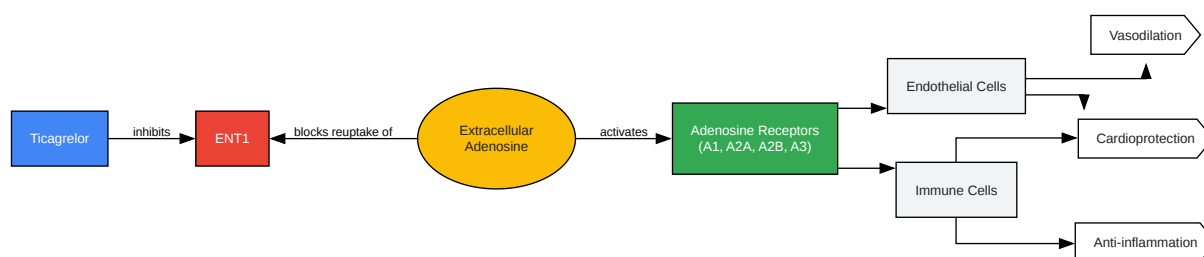 Ticagrelor
inhibits
ENT1
blocks reuptake of
Extracellular
Adenosine
activates
Adenosine Receptors
(A1, A2A, A2B, A3)
Endothelial Cells
Immune Cells
Vasodilation
Cardioprotection
Anti-inflammation